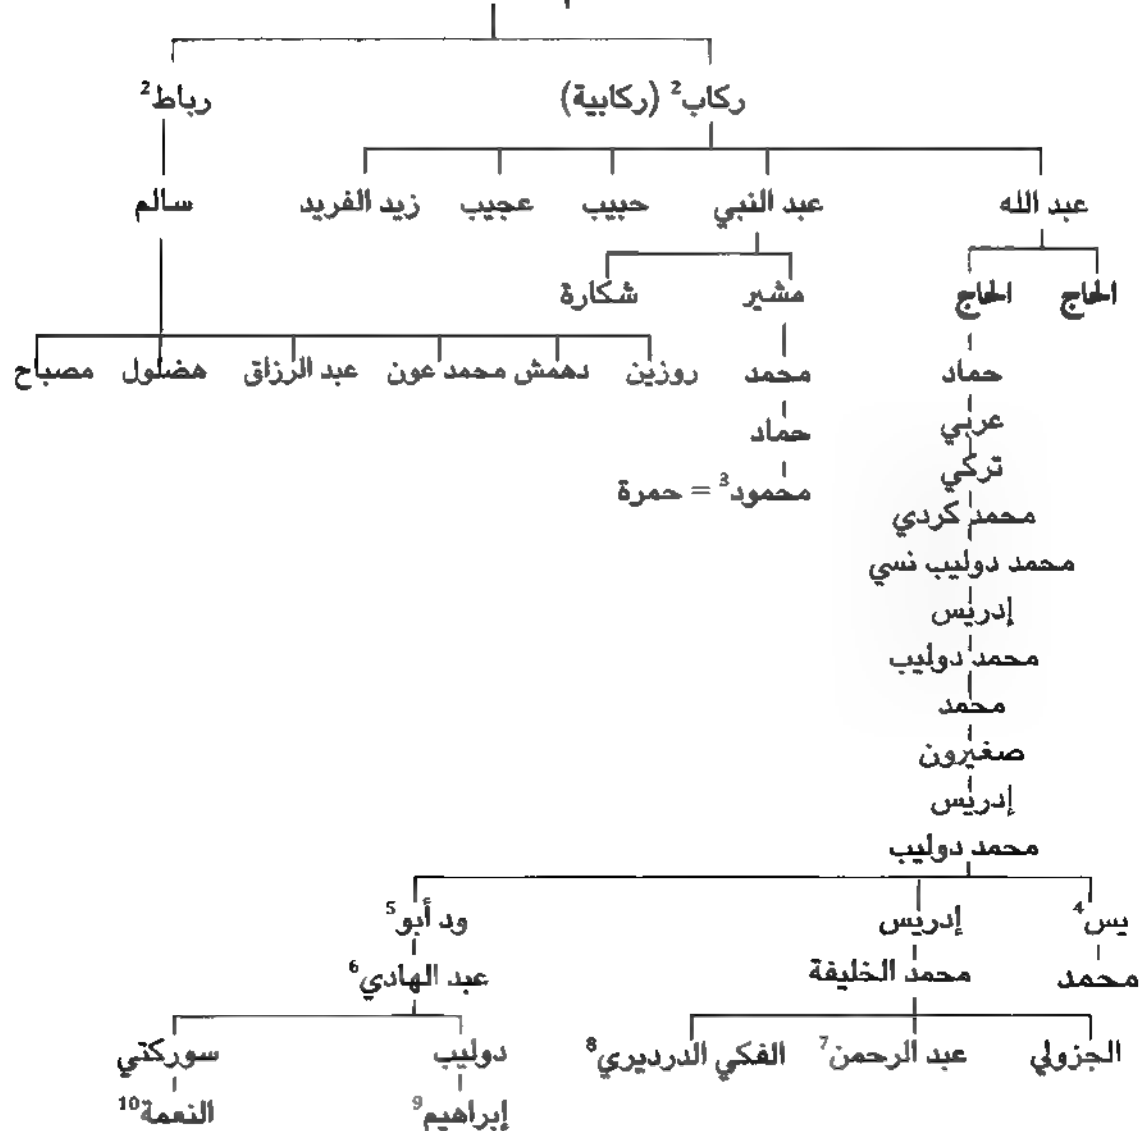 ركاب² (ركابية) رباط²
عبد الله عبد النبي حبيب عجيب زيد الفريد سالم
الحاج الحاج مشير شكارة
حماد محمد روزين دهمش محمد عون عبد الرزاق هضلول مصباح
عربي حماد
تركي
محمد كردي محمود³ = حمرة
محمد دوليب نسي
إدريس
محمد دوليب
محمد
صغيرون
إدريس
محمد دوليب
يس⁴ إدريس ود أبو⁵
محمد محمد الخليفة عبد الهادي⁶
الجزولي عبد الرحمن⁷ الفكي الدرديري⁸ دوليب سوركتي
إبراهيم⁹ النعمة¹⁰